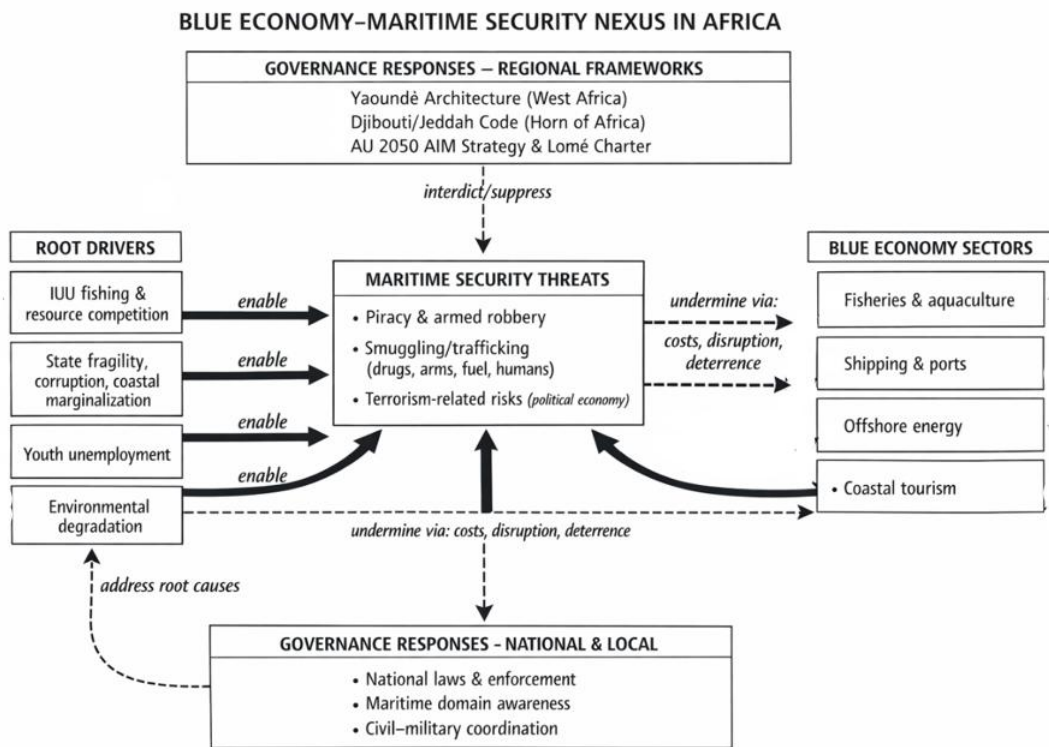 BLUE ECONOMY–MARITIME SECURITY NEXUS IN AFRICA
GOVERNANCE RESPONSES – REGIONAL FRAMEWORKS
Yaoundė Architecture (West Africa)
Djibouti/Jeddah Code (Horn of Africa)
AU 2050 AIM Strategy & Lomé Charter
interdict/suppress
ROOT DRIVERS
IUU fishing &
resource competition
State fragility,
corruption, coastal
marginalization
Youth unemployment
Environmental
degradation
enable
enable
enable
enable
MARITIME SECURITY THREATS
• Piracy & armed robbery
• Smuggling/trafficking
(drugs, arms, fuel, humans)
• Terrorism-related risks (political economy)
undermine via:
costs, disruption,
deterrence
BLUE ECONOMY SECTORS
Fisheries & aquaculture
Shipping & ports
Offshore energy
• Coastal tourism
undermine via: costs, disruption, deterrence
address root causes
GOVERNANCE RESPONSES - NATIONAL & LOCAL
• National laws & enforcement
• Maritime domain awareness
• Civil–military coordination